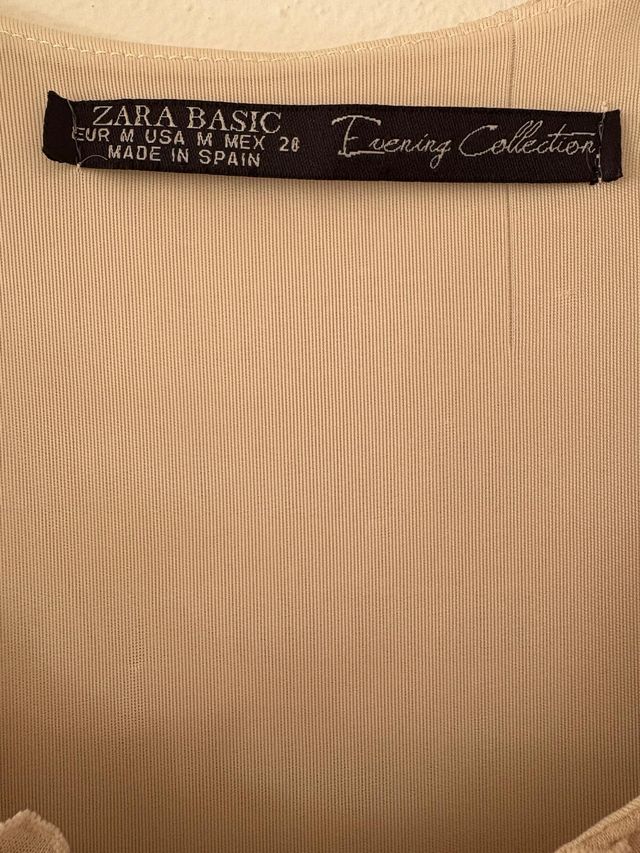 ZARA BASIC
EUR M USA M MEX 28
MADE IN SPAIN
Evening Collection